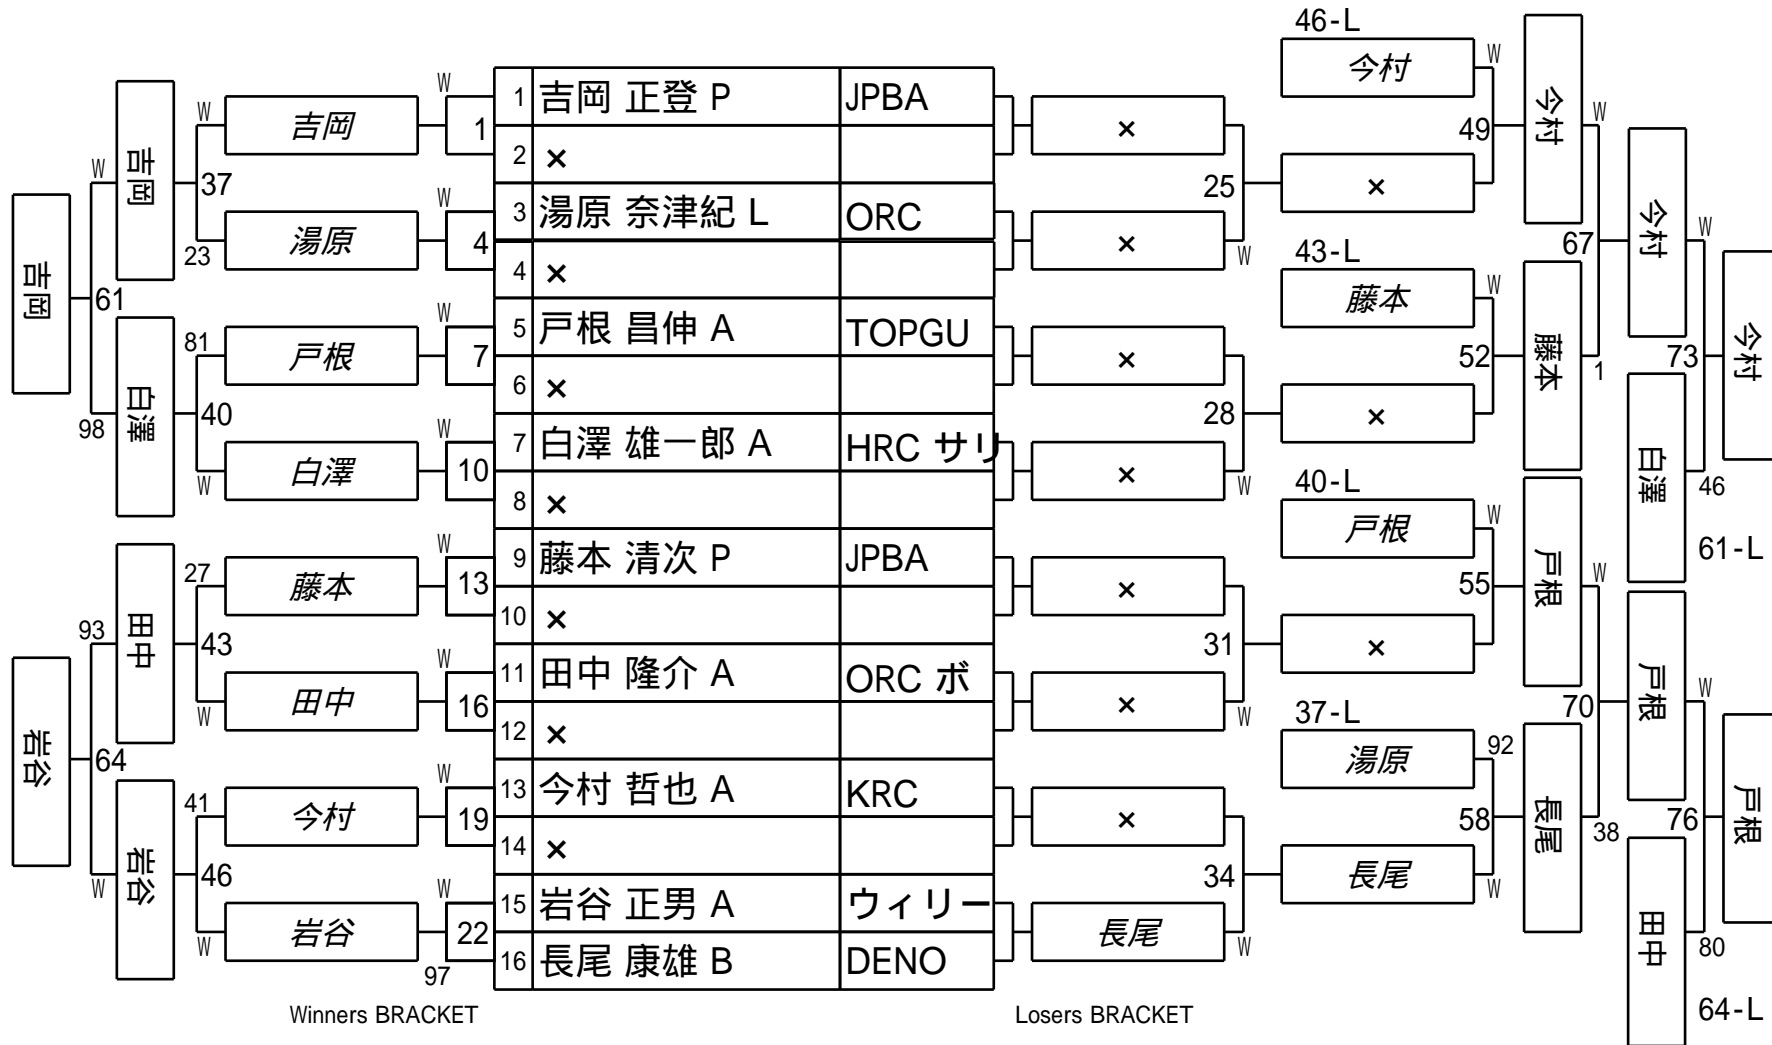 46-L
今村
W
今村
W
1 吉岡 正登 P JPBA
W
吉岡
W
1
×
49
W
2 ×
吉岡
37
W
3 湯原 奈津紀 L ORC
25
×
今村
W
湯原
23
4
×
W
67
4 ×
43-L
吉岡
61
藤本
W
5 戸根 昌伸 A TOPGU
W
81
戸根
7
×
藤本
52
1
73
今村
6 ×
白澤
98
40
28
×
7 白澤 雄一郎 A HRC サリ
W
白澤
10
×
W
白澤
46
8 ×
40-L
戸根
W
61-L
9 藤本 清次 P JPBA
W
27
藤本
13
×
戸根
55
W
10 ×
93
田中
43
31
×
11 田中 隆介 A ORC ボ
W
田中
W
16
×
W
戸根
W
70
12 ×
37-L
岩谷
64
湯原
92
13 今村 哲也 A KRC
W
41
今村
19
×
長尾
58
38
76
戸根
14 ×
岩谷
W
46
34
長尾
W
15 岩谷 正男 A ウィリー
W
岩谷
W
22
長尾
W
田中
80
16 長尾 康雄 B DENO
97
64-L
Winners BRACKET
Losers BRACKET